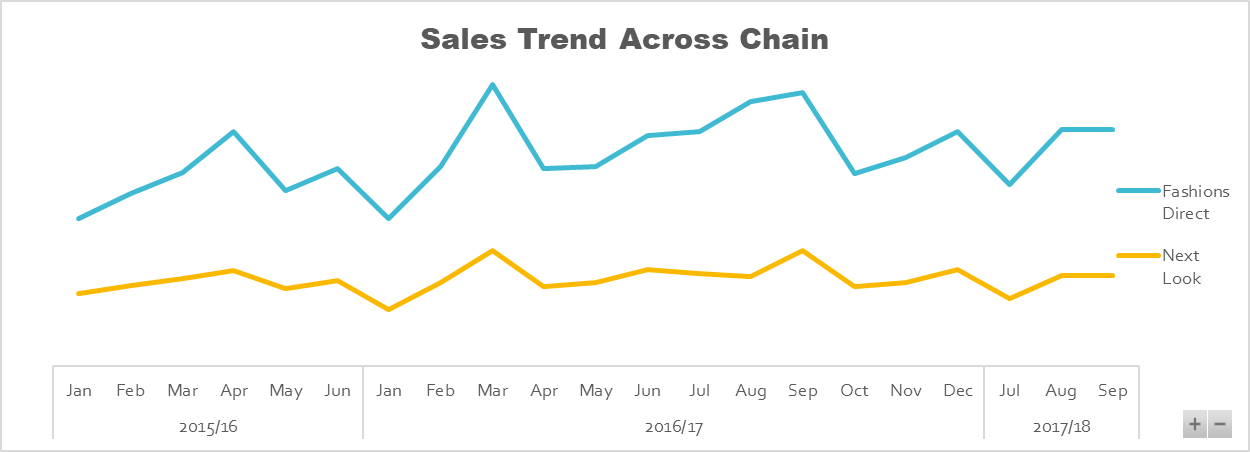 Sales Trend Across Chain
Fashions
Direct
Next
Look
Jan Feb Mar Apr May Jun Jan Feb Mar Apr May Jun Jul Aug Sep Oct Nov Dec Jul Aug Sep
2015/16 2016/17 2017/18
+ −